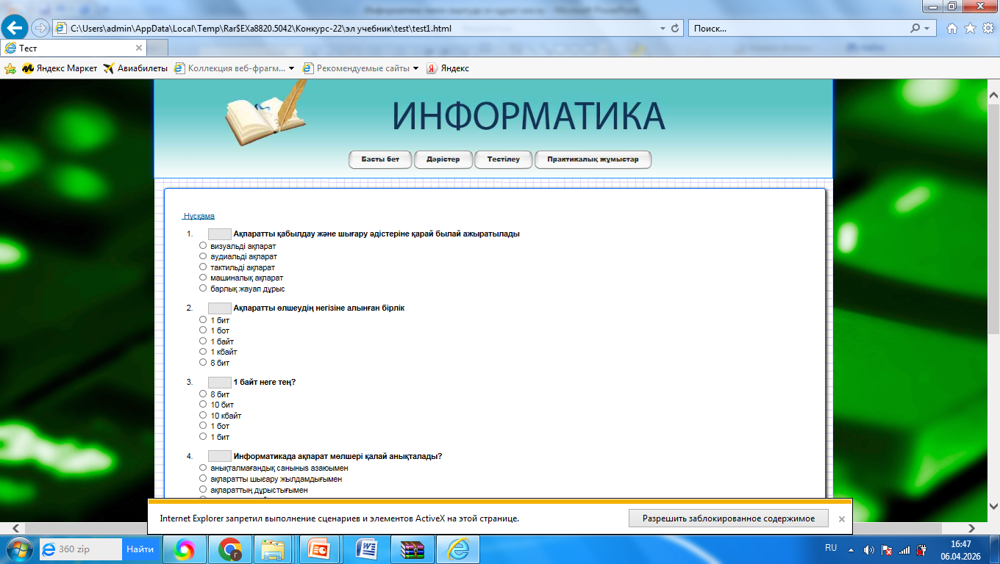 C:\Users\admin\AppData\Local\Temp\Rar$EXa8820.5042\Конкурс-22\эл учебник\test\test1.html
Поиск...
Тест
Яндекс Маркет
Авиабилеты
Коллекция веб-фрагм...
Рекомендуемые сайты
Яндекс
ИНФОРМАТИКА
Басты бет
Дәрістер
Тестілеу
Практикалық жұмыстар
Нұсқама
1. Ақпаратты қабылдау және шығару әдістеріне қарай былай ажыратылады
визуальді ақпарат
аудиальді ақпарат
тактильді ақпарат
машиналық ақпарат
барлық жауап дұрыс
2. Ақпаратты өлшеудің негізіне алынған бірлік
1 бит
1 бот
1 байт
1 кбайт
8 бит
3. 1 байт неге тең?
8 бит
10 бит
10 кбайт
1 бот
1 бит
4. Информатикада ақпарат мөлшері қалай анықталады?
анықталмағандық саныныs азаюымен
ақпаратты шыєару жылдамдығымен
ақпараттың дұрыстығымен
Internet Explorer запретил выполнение сценариев и элементов ActiveX на этой странице.
Разрешить заблокированное содержимое
360 zip
Найти
RU
16:47
06.04.2026